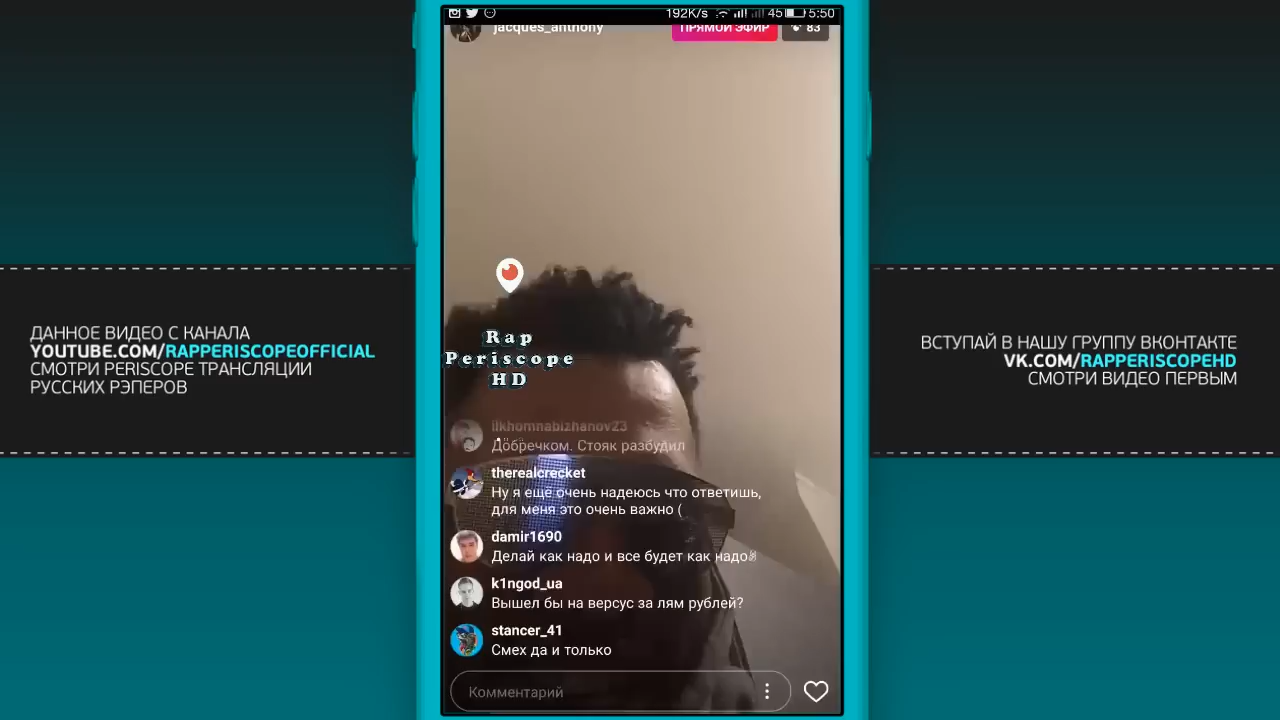 192K/s 45 5:50
jacques_anthony ПРЯМОЙ ЭФИР 83
Rap
Periscope
HD
ДАННОЕ ВИДЕО С КАНАЛА
YOUTUBE.COM/RAPPERISCOPEOFFICIAL
СМОТРИ PERISCOPE ТРАНСЛЯЦИИ
РУССКИХ РЭПЕРОВ
ВСТУПАЙ В НАШУ ГРУППУ ВКОНТАКТЕ
VK.COM/RAPPERISCOPEHD
СМОТРИ ВИДЕО ПЕРВЫМ
ilkhomnabizhanov23
Добречком. Стояк разбудил
therealcrecket
Ну я ещё очень надеюсь что ответишь,
для меня это очень важно (
damir1690
Делай как надо и все будет как надо✌
k1ngod_ua
Вышел бы на версус за лям рублей?
stancer_41
Смех да и только
Комментарий